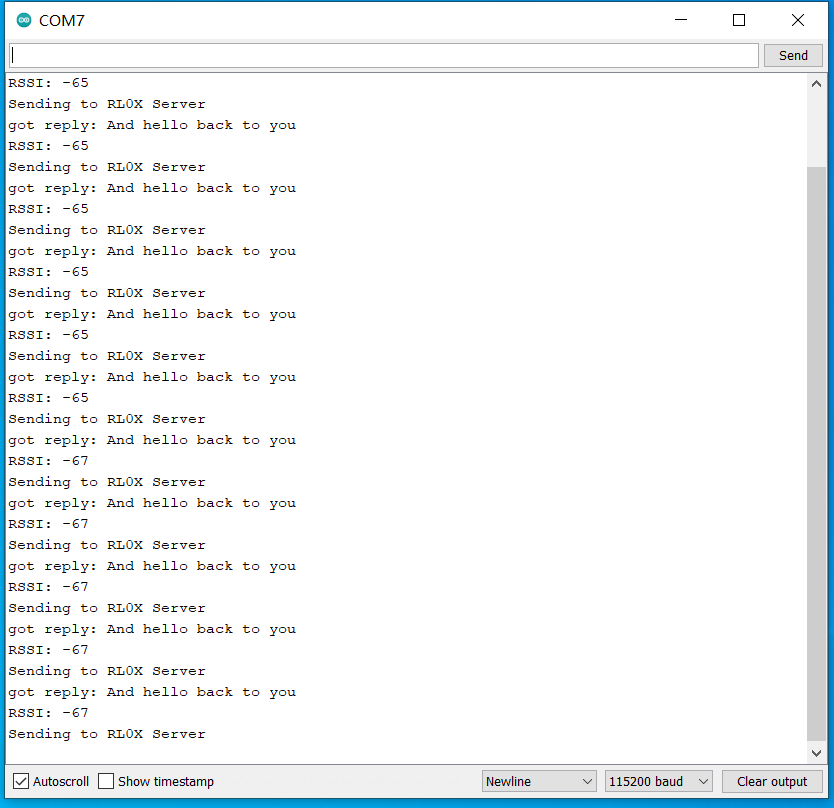 COM7
Send
RSSI: -65
Sending to RL0X Server
got reply: And hello back to you
RSSI: -65
Sending to RL0X Server
got reply: And hello back to you
RSSI: -65
Sending to RL0X Server
got reply: And hello back to you
RSSI: -65
Sending to RL0X Server
got reply: And hello back to you
RSSI: -65
Sending to RL0X Server
got reply: And hello back to you
RSSI: -65
Sending to RL0X Server
got reply: And hello back to you
RSSI: -67
Sending to RL0X Server
got reply: And hello back to you
RSSI: -67
Sending to RL0X Server
got reply: And hello back to you
RSSI: -67
Sending to RL0X Server
got reply: And hello back to you
RSSI: -67
Sending to RL0X Server
got reply: And hello back to you
RSSI: -67
Sending to RL0X Server
Autoscroll Show timestamp Newline 115200 baud Clear output